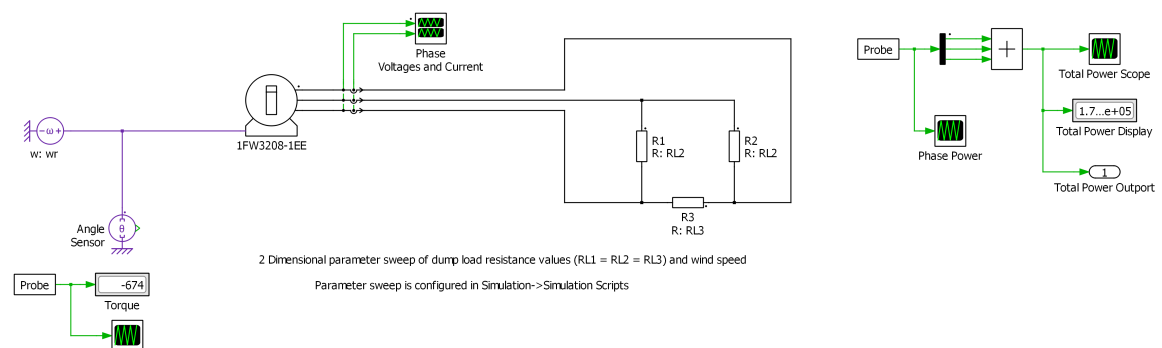 Phase
Voltages and Current
1FW3208-1EE
- ω +
w: wr
Angle
Sensor
θ
R1
R: RL2
R2
R: RL2
R3
R: RL3
Probe
Phase Power
+
Total Power Scope
1.7...e+05
Total Power Display
1
Total Power Outport
2 Dimensional parameter sweep of dump load resistance values (RL1 = RL2 = RL3) and wind speed
Parameter sweep is configured in Simulation->Simulation Scripts
Probe
-674
Torque